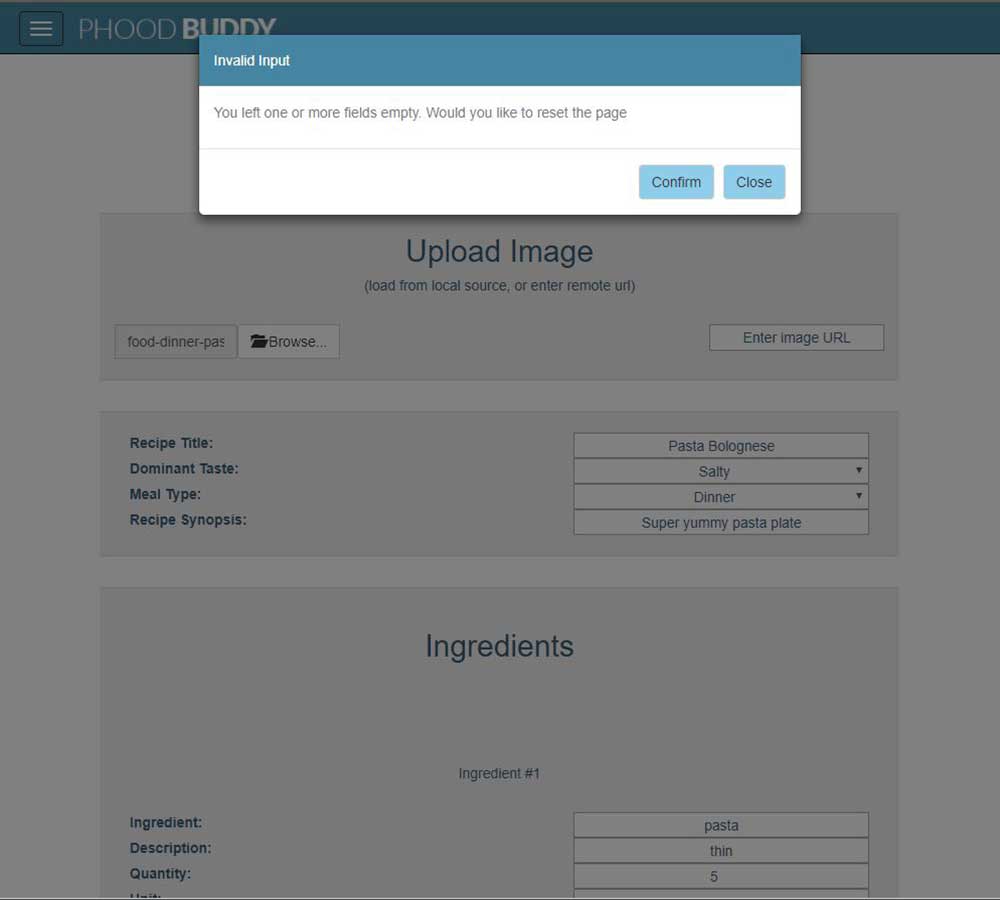 PHOOD BUDDY
Invalid Input
You left one or more fields empty. Would you like to reset the page
Confirm Close
Upload Image
(load from local source, or enter remote url)
food-dinner-pas Browse... Enter image URL
Recipe Title: Pasta Bolognese
Dominant Taste: Salty
Meal Type: Dinner
Recipe Synopsis: Super yummy pasta plate
Ingredients
Ingredient #1
Ingredient: pasta
Description: thin
Quantity: 5
Unit: